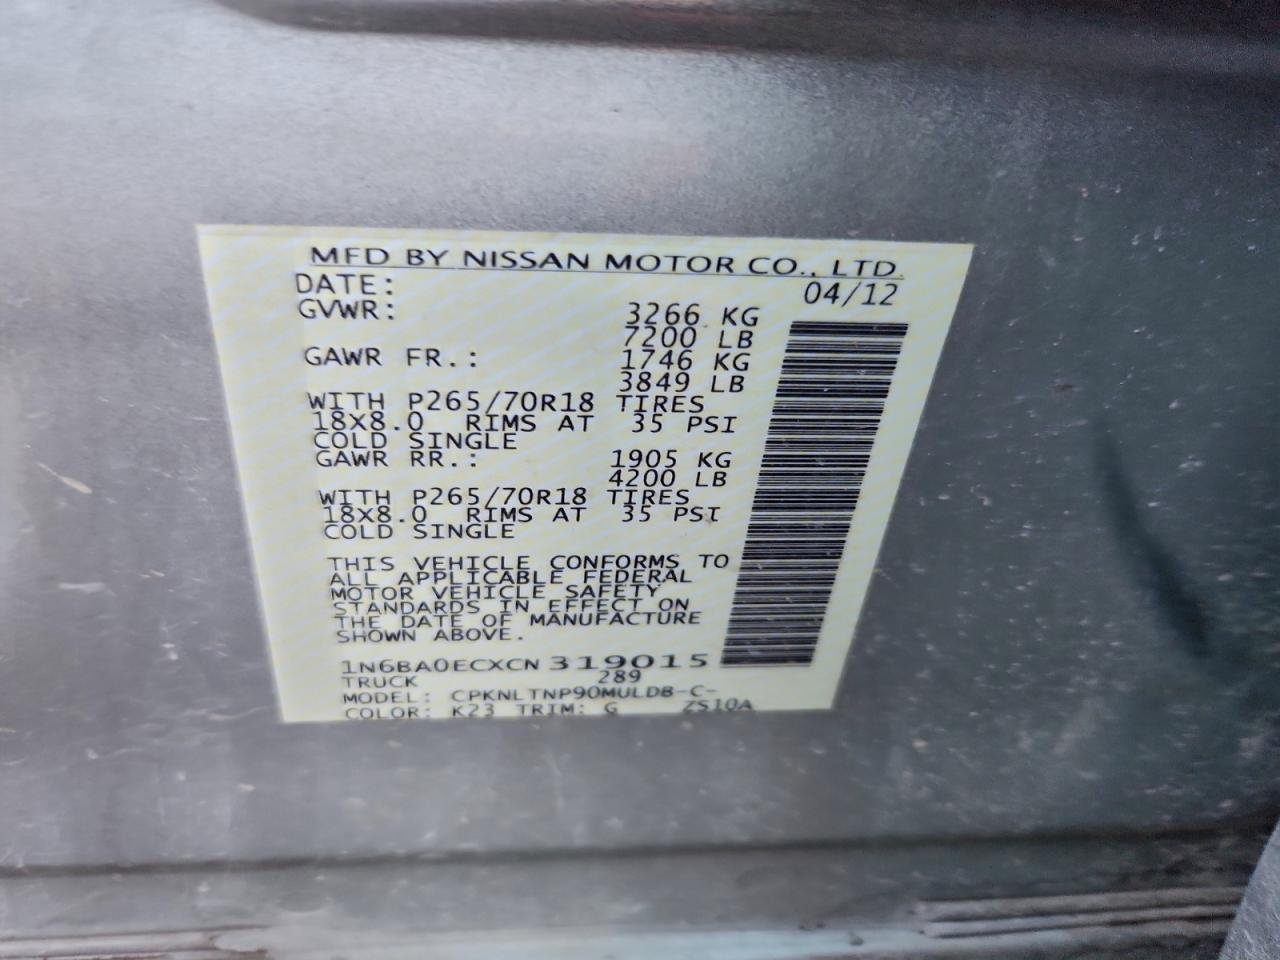 MFD BY NISSAN MOTOR CO., LTD.
DATE: 04/12
GVWR: 3266 KG
7200 LB
GAWR FR.: 1746 KG
3849 LB
WITH P265/70R18 TIRES
18X8.0 RIMS AT 35 PSI
COLD SINGLE
GAWR RR.: 1905 KG
4200 LB
WITH P265/70R18 TIRES
18X8.0 RIMS AT 35 PSI
COLD SINGLE
THIS VEHICLE CONFORMS TO
ALL APPLICABLE FEDERAL
MOTOR VEHICLE SAFETY
STANDARDS IN EFFECT ON
THE DATE OF MANUFACTURE
SHOWN ABOVE.
1N6BA0ECXCN 319015
TRUCK 289
MODEL: CPKNLTNP90MULDB-C-
COLOR: K23 TRIM: G ZS10A